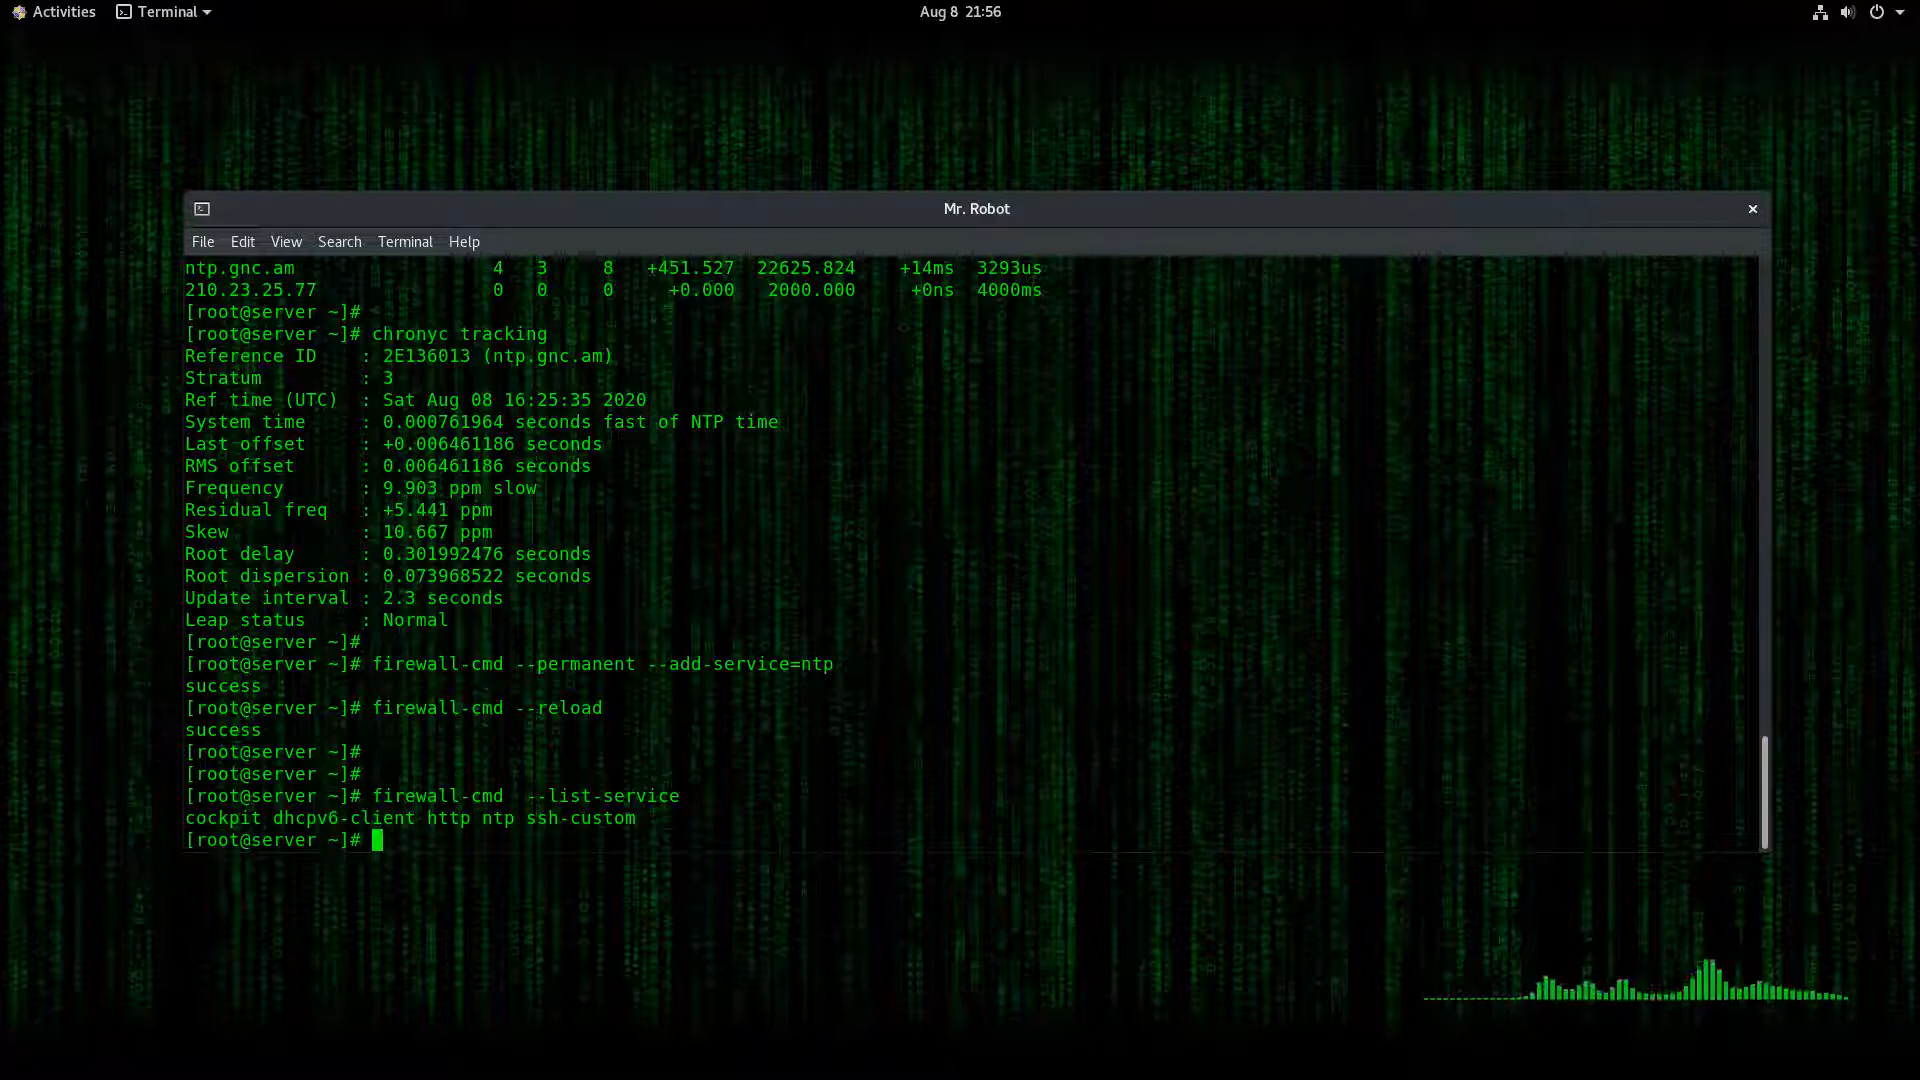 Activities Terminal Aug 8 21:56
Mr. Robot
File Edit View Search Terminal Help
ntp.gnc.am 4 3 8 +451.527 22625.824 +14ms 3293us
210.23.25.77 0 0 0 +0.000 2000.000 +0ns 4000ms
[root@server ~]#
[root@server ~]# chronyc tracking
Reference ID : 2E136013 (ntp.gnc.am)
Stratum : 3
Ref time (UTC) : Sat Aug 08 16:25:35 2020
System time : 0.000761964 seconds fast of NTP time
Last offset : +0.006461186 seconds
RMS offset : 0.006461186 seconds
Frequency : 9.903 ppm slow
Residual freq : +5.441 ppm
Skew : 10.667 ppm
Root delay : 0.301992476 seconds
Root dispersion : 0.073968522 seconds
Update interval : 2.3 seconds
Leap status : Normal
[root@server ~]#
[root@server ~]# firewall-cmd --permanent --add-service=ntp
success
[root@server ~]# firewall-cmd --reload
success
[root@server ~]#
[root@server ~]#
[root@server ~]# firewall-cmd  --list-service
cockpit dhcpv6-client http ntp ssh-custom
[root@server ~]#